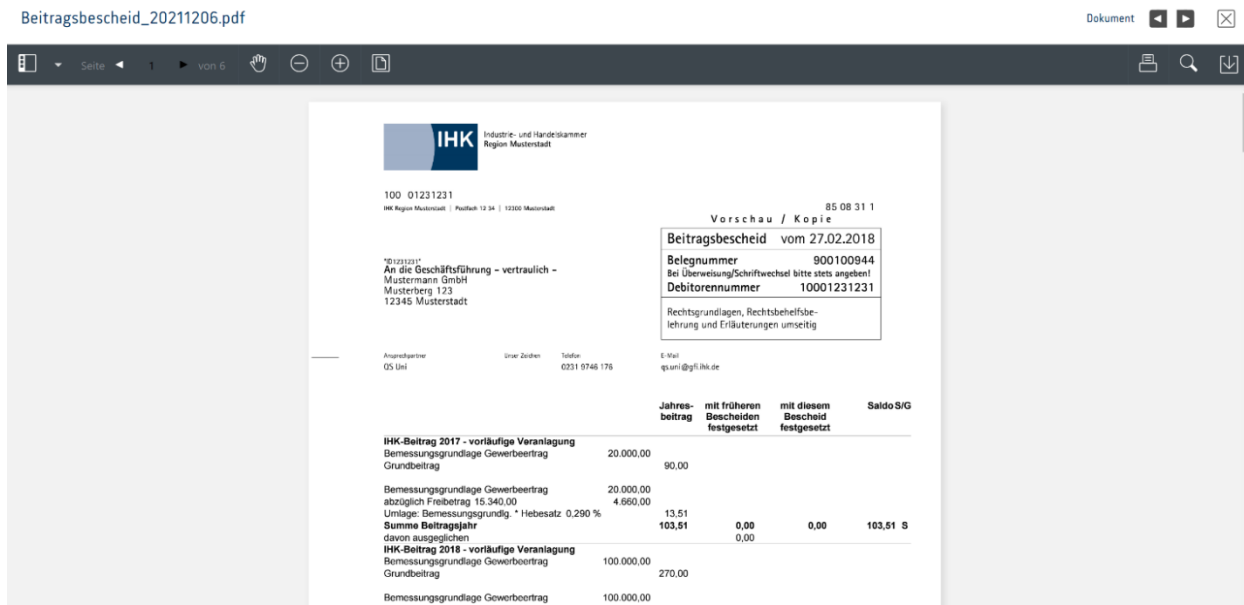 Beitragsbescheid_20211206.pdf
Dokument
Seite 1 von 6
IHK
Industrie- und Handelskammer
Region Musterstadt
100 01231231
IHK Region Musterstadt | Postfach 12 34 | 12300 Musterstadt
85 08 31 1
Vorschau / Kopie
Beitragsbescheid vom 27.02.2018
Belegnummer 900100944
Bei Überweisung/Schriftwechsel bitte stets angeben!
Debitorennummer 10001231231
Rechtsgrundlagen, Rechtsbehelfsbe-
lehrung und Erläuterungen umseitig
*ID1231231*
An die Geschäftsführung - vertraulich -
Mustermann GmbH
Musterberg 123
12345 Musterstadt
Ansprechpartner Unser Zeichen Telefon E-Mail
QS Uni 0231 9746 176 qs.uni@gfi.ihk.de
Jahres- mit früheren mit diesem Saldo S/G
beitrag Bescheiden Bescheid
festgesetzt festgesetzt
IHK-Beitrag 2017 - vorläufige Veranlagung
Bemessungsgrundlage Gewerbeertrag 20.000,00
Grundbeitrag 90,00
Bemessungsgrundlage Gewerbeertrag 20.000,00
abzüglich Freibetrag 15.340,00 4.660,00
Umlage: Bemessungsgrundlg. * Hebesatz 0,290 % 13,51
Summe Beitragsjahr 103,51 0,00 0,00 103,51 S
davon ausgeglichen 0,00
IHK-Beitrag 2018 - vorläufige Veranlagung
Bemessungsgrundlage Gewerbeertrag 100.000,00
Grundbeitrag 270,00
Bemessungsgrundlage Gewerbeertrag 100.000,00